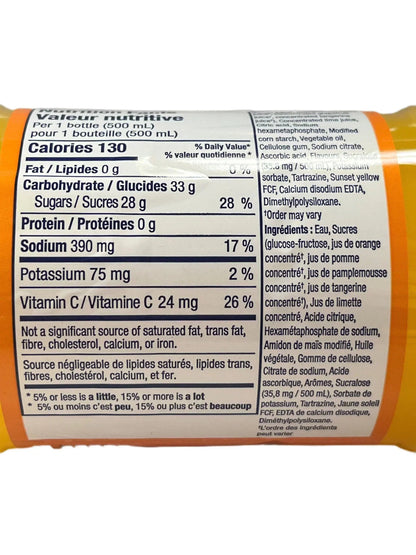 Nutrition Facts
Valeur nutritive
Per 1 bottle (500 mL)
pour 1 bouteille (500 mL)
Calories 130
% Daily Value*
% valeur quotidienne *
Fat / Lipides 0 g 0 %
Carbohydrate / Glucides 33 g
Sugars / Sucres 28 g 28 %
Protein / Protéines 0 g
Sodium 390 mg 17 %
Potassium 75 mg 2 %
Vitamin C / Vitamine C 24 mg 26 %
Not a significant source of saturated fat, trans fat,
fibre, cholesterol, calcium, or iron.
Source négligeable de lipides saturés, lipides trans,
fibres, cholestérol, calcium, et fer.
* 5% or less is a little, 15% or more is a lot
* 5% ou moins c'est peu, 15% ou plus c'est beaucoup
juice†, Concentrated lime juice,
Citric acid, Sodium
hexametaphosphate, Modified
corn starch, Vegetable oil,
Cellulose gum, Sodium citrate,
Ascorbic acid, Flavours,
mg / 500 mL),
sorbate, Tartrazine, Sunset yellow
FCF, Calcium disodium EDTA,
Dimethylpolysiloxane.
†Order may vary
Ingrédients : Eau, Sucres
(glucose-fructose, jus de orange
concentré†, jus de pomme
concentré†, jus de pamplemousse
concentré†, jus de tangerine
concentré†), Jus de limette
concentré, Acide citrique,
Hexamétaphosphate de sodium,
Amidon de maïs modifié, Huile
végétale, Gomme de cellulose,
Citrate de sodium, Acide
ascorbique, Arômes, Sucralose
(35,8 mg / 500 mL), Sorbate de
potassium, Tartrazine, Jaune soleil
FCF, EDTA de calcium disodique,
Diméthylpolysiloxane.
†L'ordre des ingrédients
peut varier